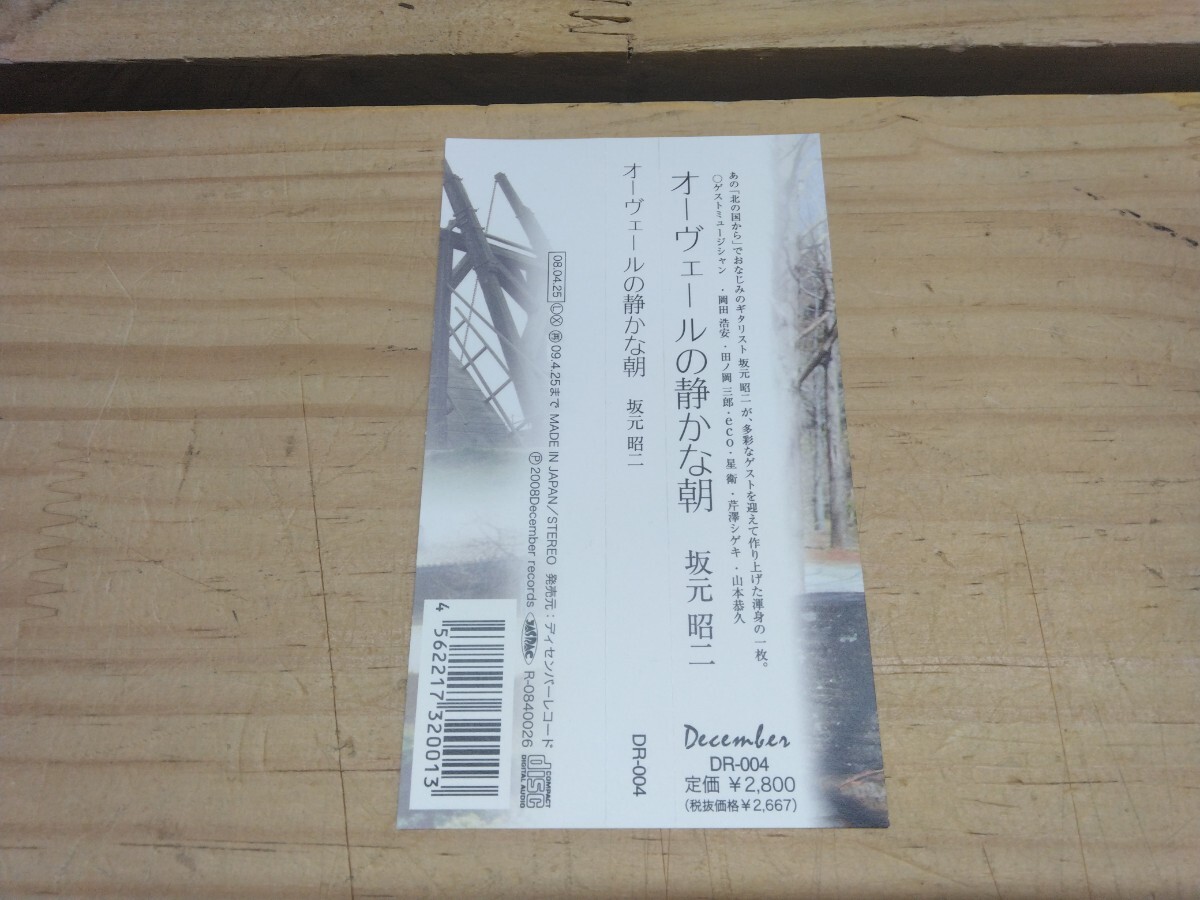 あの「北の国から」でおなじみのギタリスト 坂元 昭二 が、多彩なゲストを迎えて作り上げた渾身の一枚。
○ゲストミュージシャン ・岡田 浩安・田ノ岡 三郎・eco・星 衛・芹澤シゲキ・山本恭久
オーヴェールの静かな朝 坂元 昭二
December
DR-004
定価 ¥2,800
(税抜価格¥2,667)
オーヴェールの静かな朝 坂元 昭二
DR-004
08.04.25 09.4.25まで MADE IN JAPAN/STEREO 発売元:ディセンバーレコード
Ⓟ2008December records R-0840026
COMPACT
disc
DIGITAL AUDIO
4 562217 320013